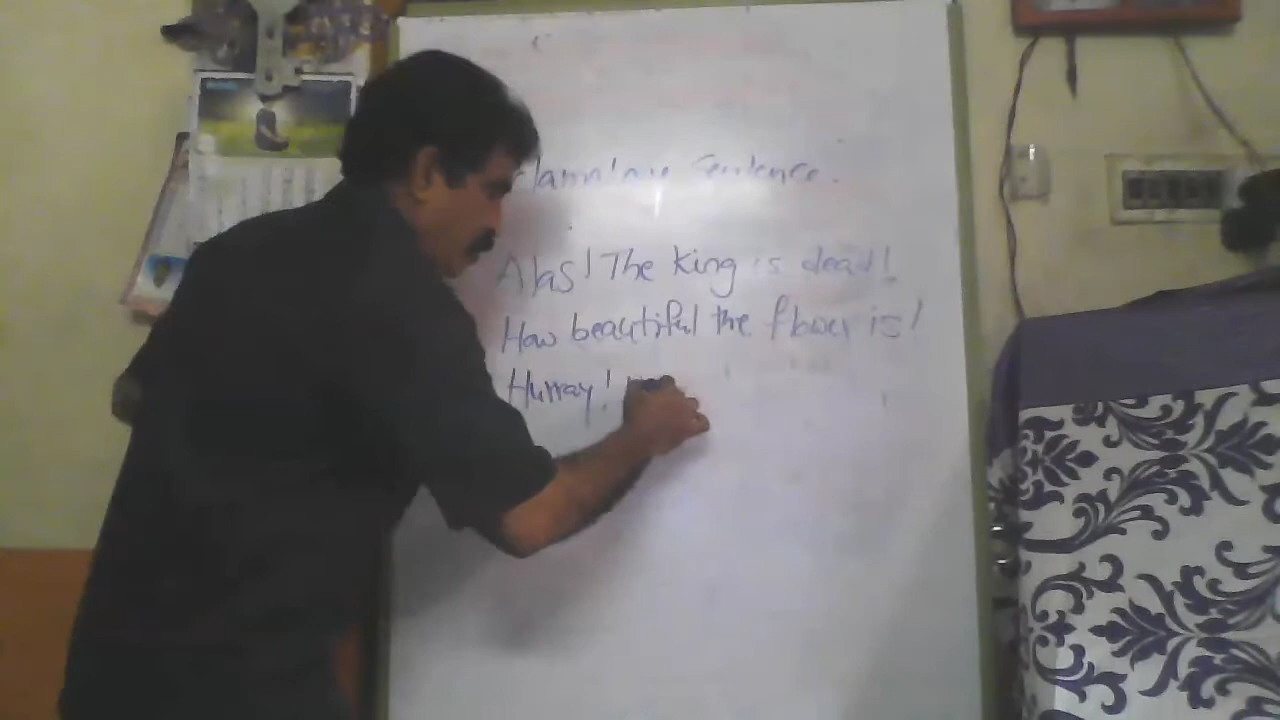 Sentence.
Alas! The King is dead!
How beautiful the flower is!
Hurray!